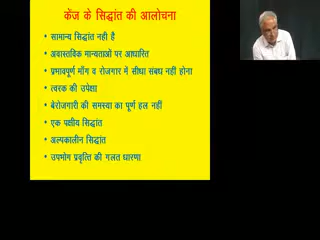 केंज के सिद्धांत की आलोचना
• सामान्य सिद्धांत नही है
• अवास्तविक मान्यताओं पर आधारित
• प्रभावपूर्ण माँग व रोजगार में सीधा संबध नहीं होना
• त्वरक की उपेक्षा
• बेरोजगारी की समस्या का पूर्ण हल नहीं
• एक पक्षीय सिद्धांत
• अल्पकालीन सिद्धांत
• उपभोग प्रवृत्ति की गलत धारणा